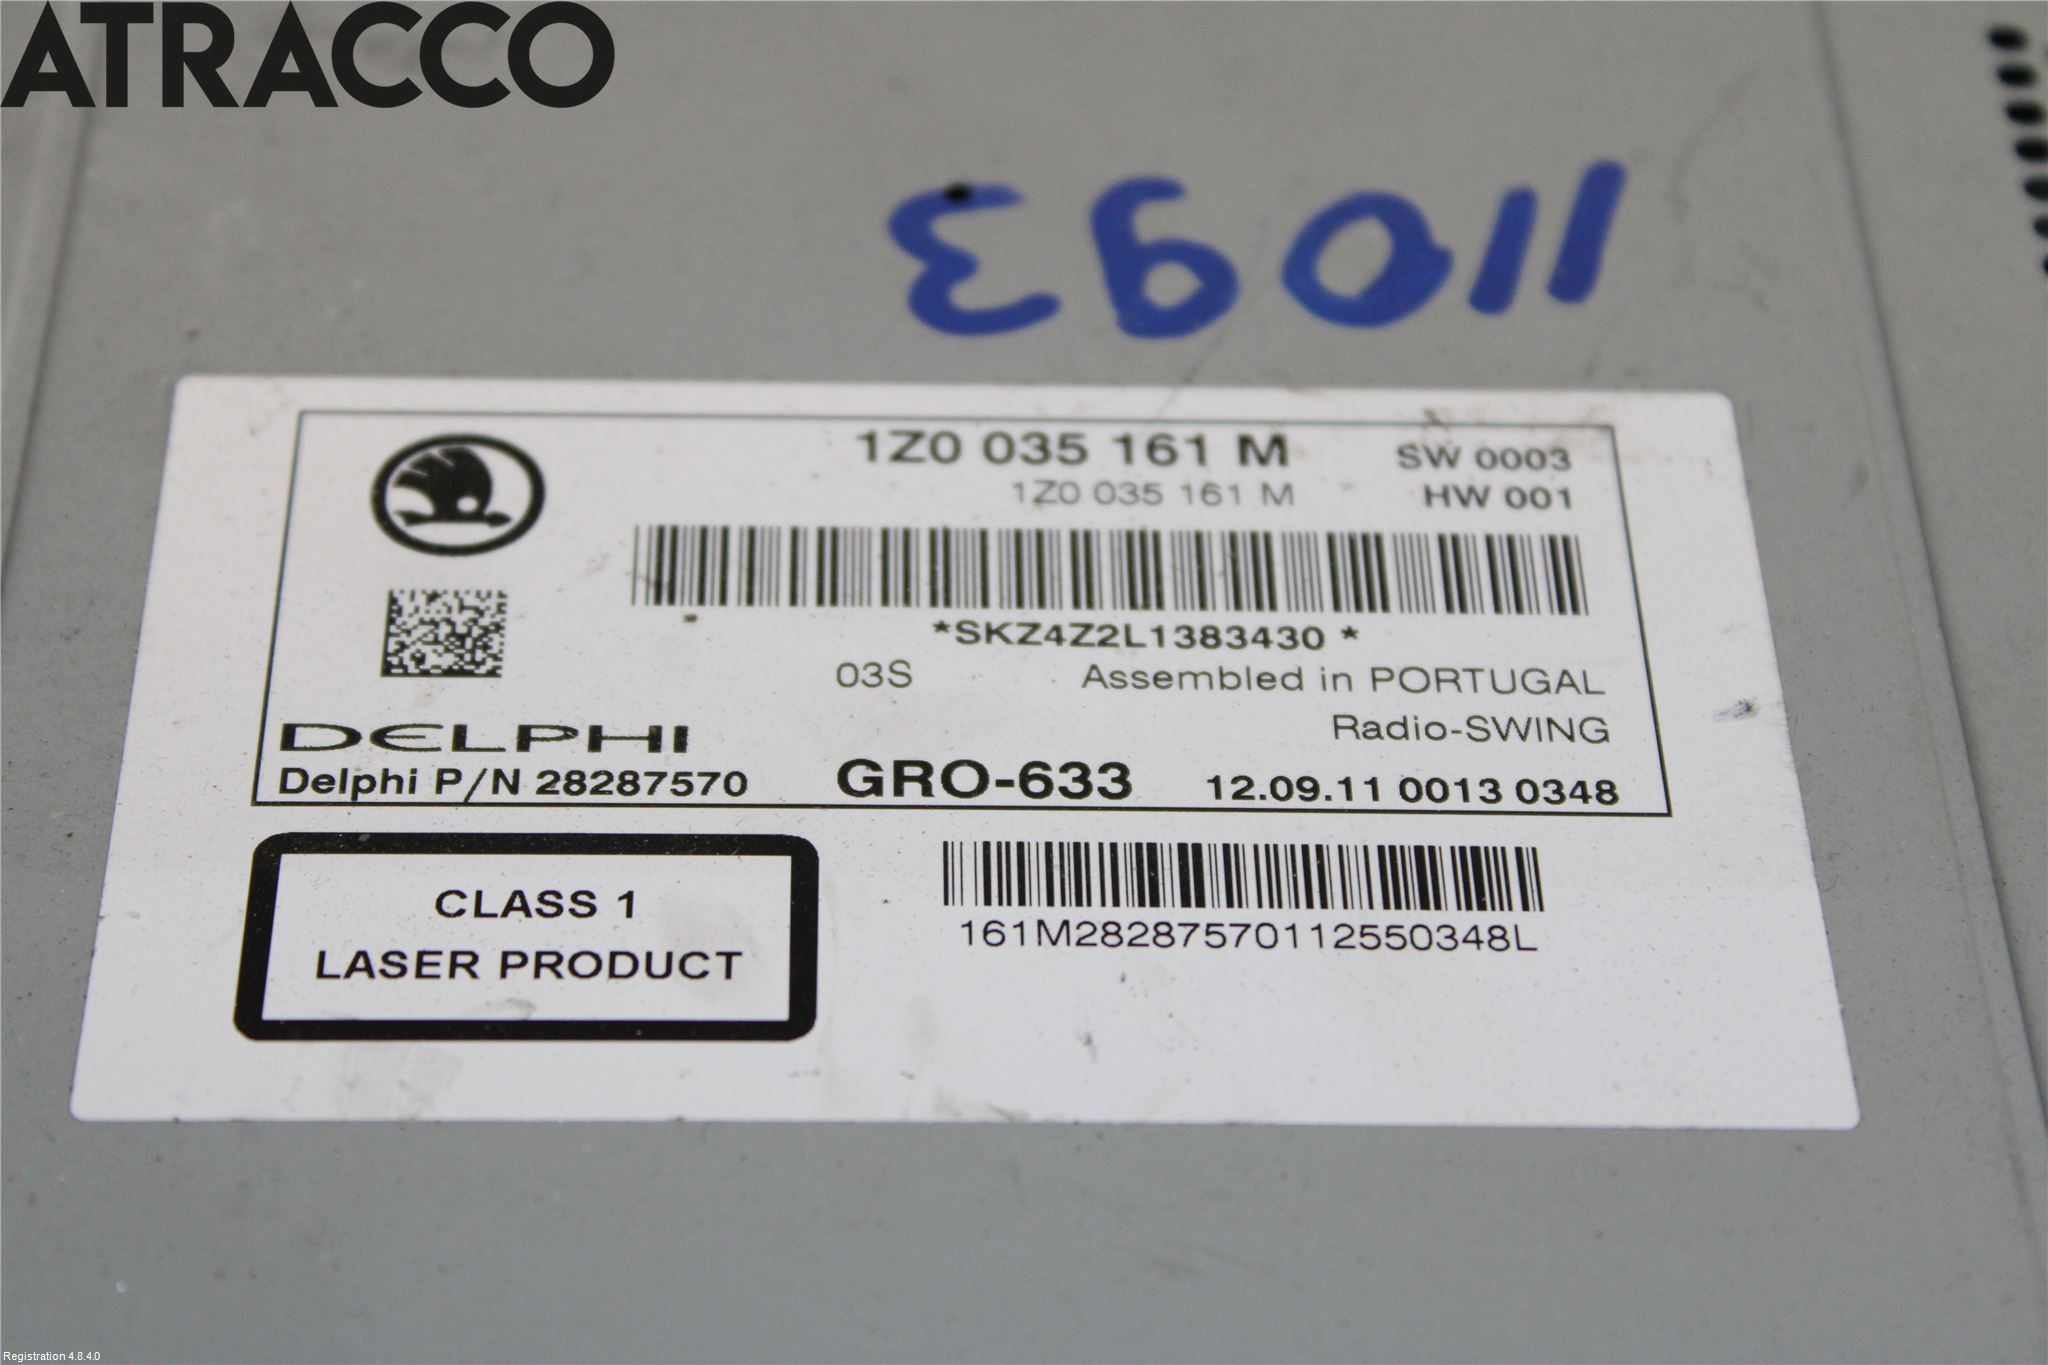 ATRACCO
11093
1Z0 035 161 M SW 0003
1Z0 035 161 M HW 001
*SKZ4Z2L1383430 *
03S Assembled in PORTUGAL
Radio-SWING
DELPHI
Delphi P/N 28287570 GRO-633 12.09.11 0013 0348
CLASS 1
LASER PRODUCT
161M28287570112550348L
Registration 4.8.4.0